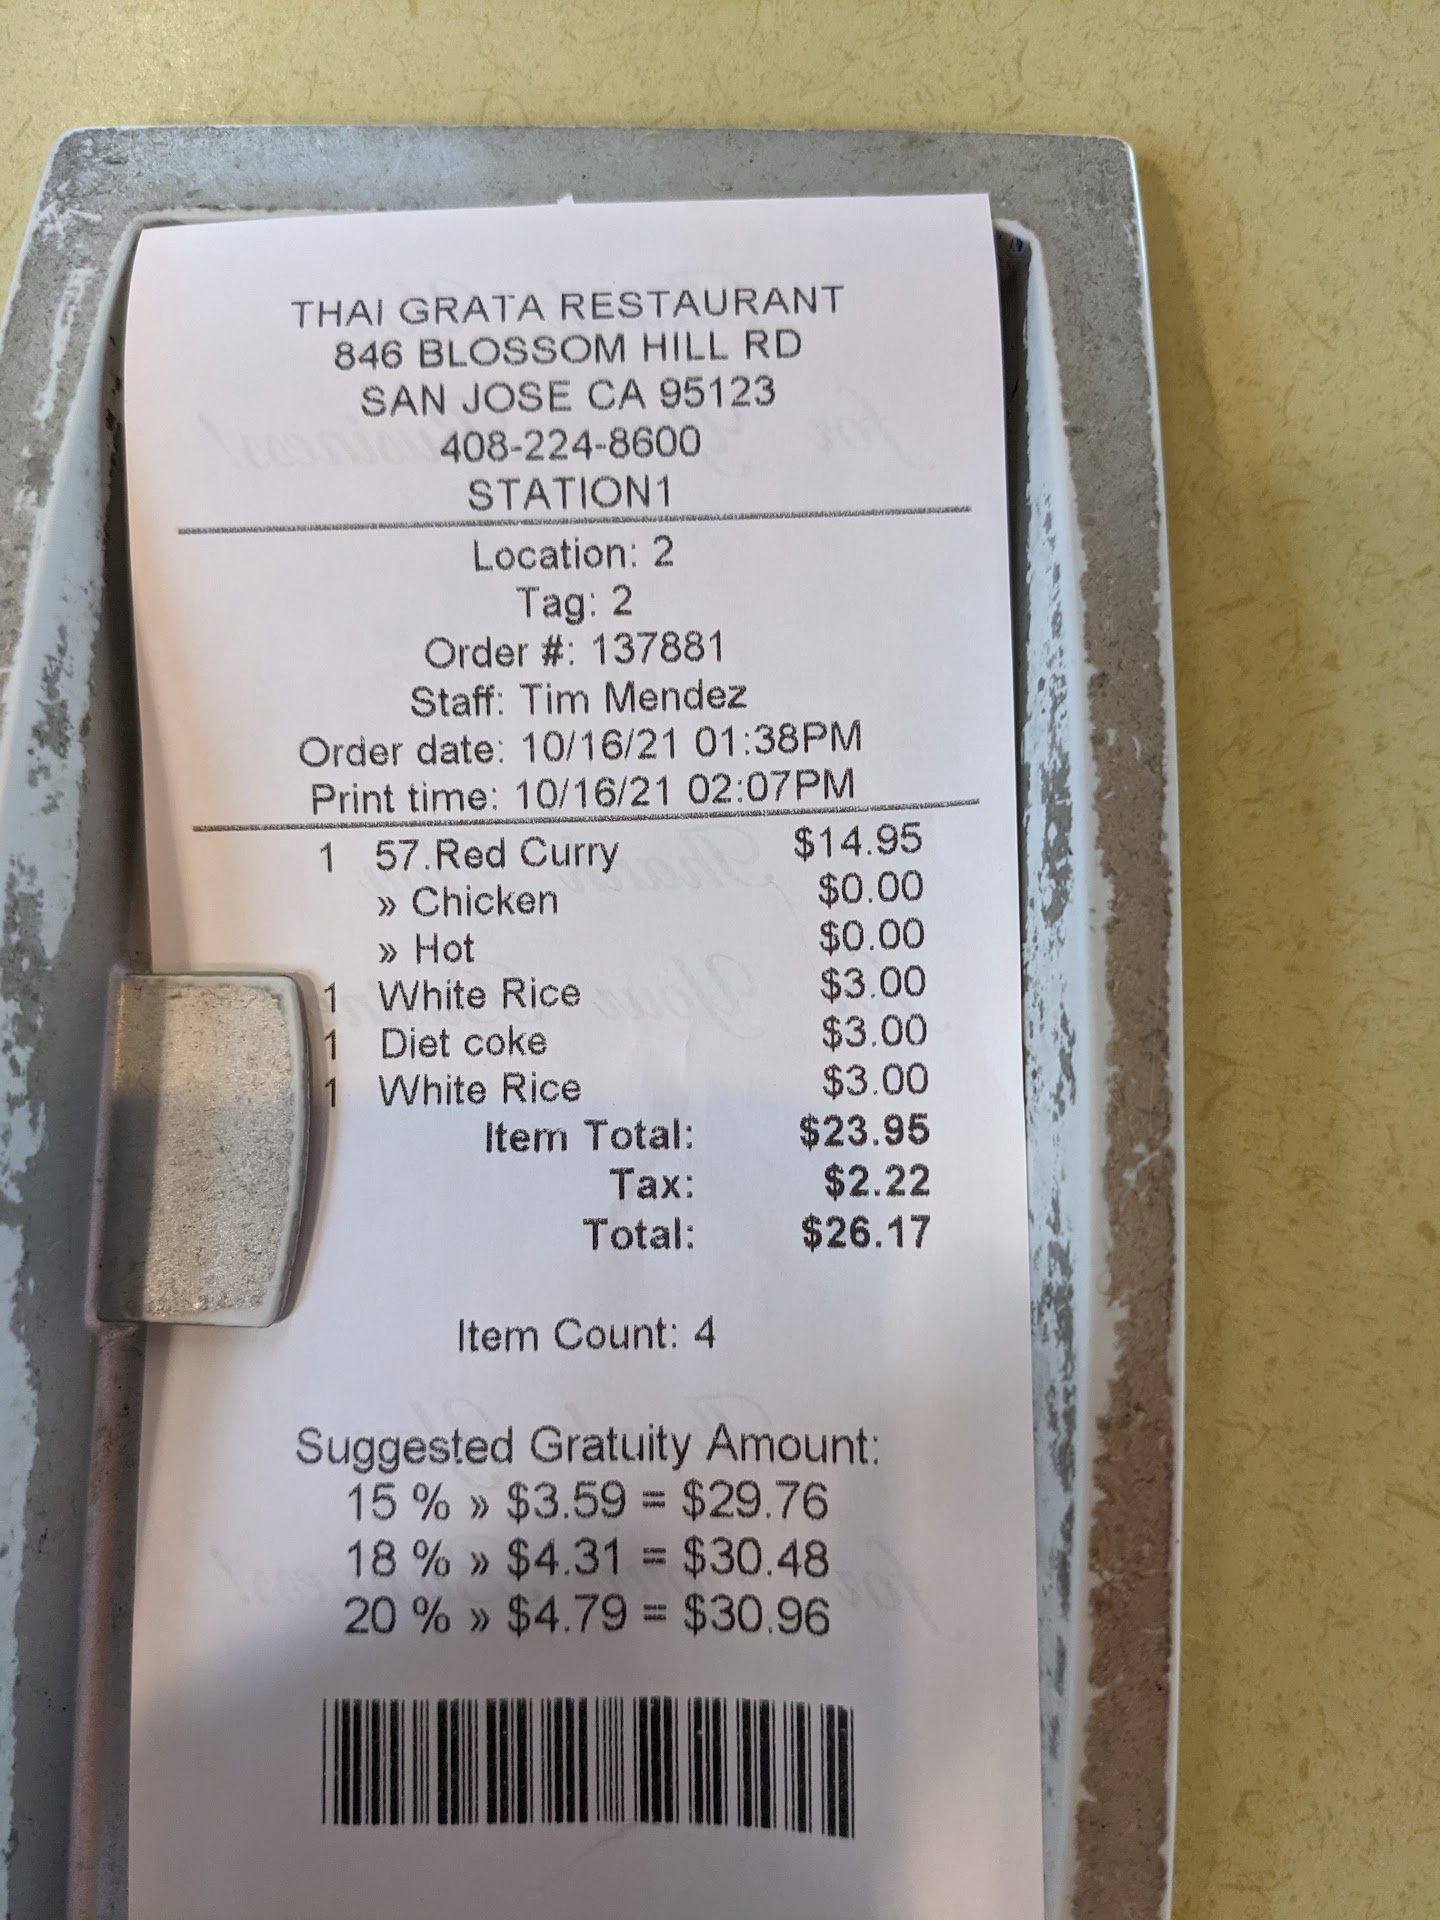 THAI GRATA RESTAURANT
846 BLOSSOM HILL RD
SAN JOSE CA 95123
408-224-8600
STATION1
Location: 2
Tag: 2
Order #: 137881
Staff: Tim Mendez
Order date: 10/16/21 01:38PM
Print time: 10/16/21 02:07PM
1 57.Red Curry $14.95
» Chicken $0.00
» Hot $0.00
1 White Rice $3.00
1 Diet coke $3.00
1 White Rice $3.00
Item Total: $23.95
Tax: $2.22
Total: $26.17
Item Count: 4
Suggested Gratuity Amount:
15 % » $3.59 = $29.76
18 % » $4.31 = $30.48
20 % » $4.79 = $30.96